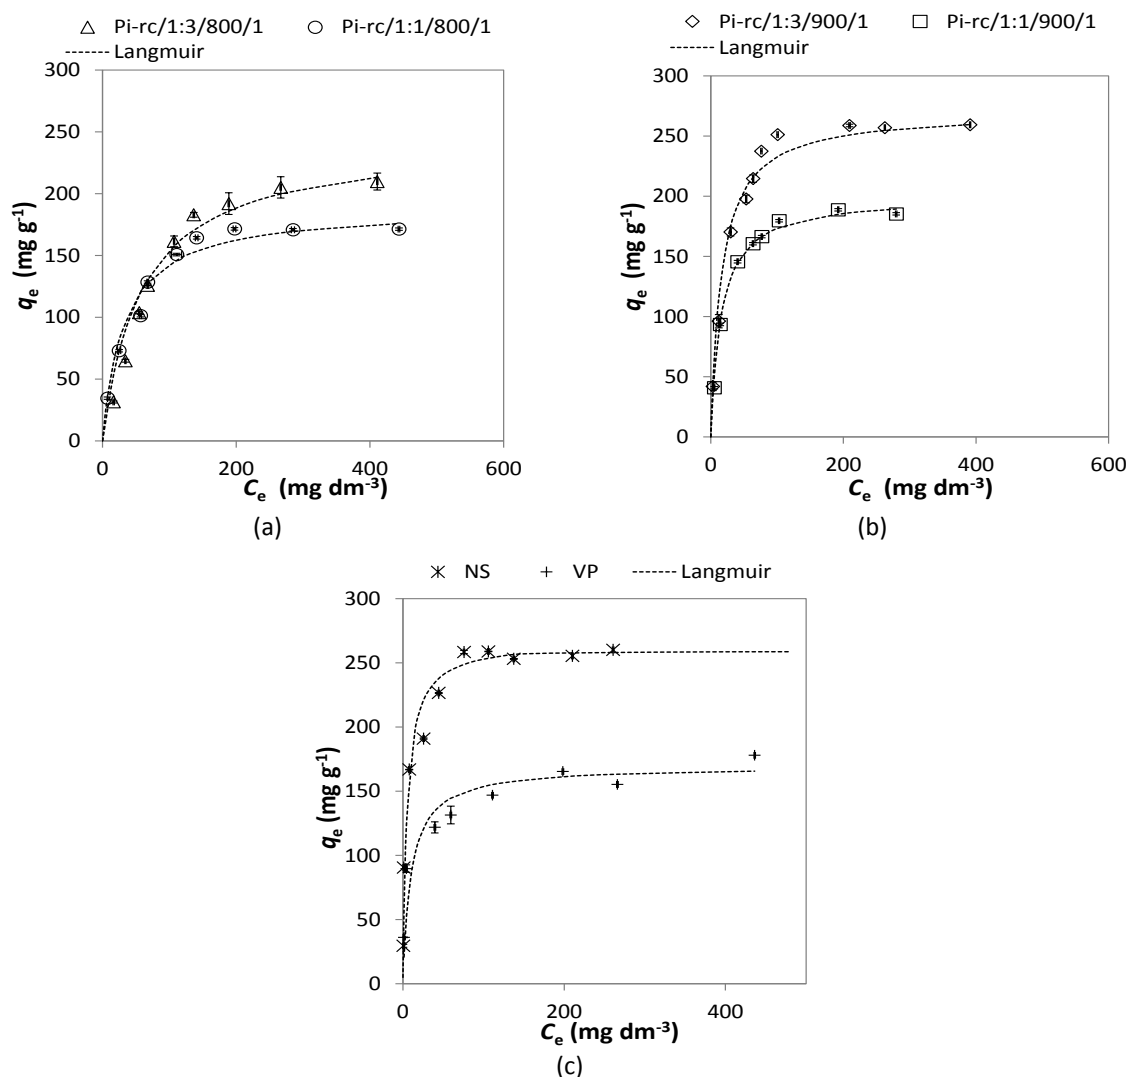 Pi-rc/1:3/800/1 Pi-rc/1:1/800/1
Langmuir
300
250
200
150
100
50
0
qe (mg g-1)
0 200 400 600
Ce (mg dm-3)
(a)
Pi-rc/1:3/900/1 Pi-rc/1:1/900/1
Langmuir
300
250
200
150
100
50
0
qe (mg g-1)
0 200 400 600
Ce (mg dm-3)
(b)
NS VP Langmuir
300
250
200
150
100
50
0
qe (mg g-1)
0 200 400
Ce (mg dm-3)
(c)